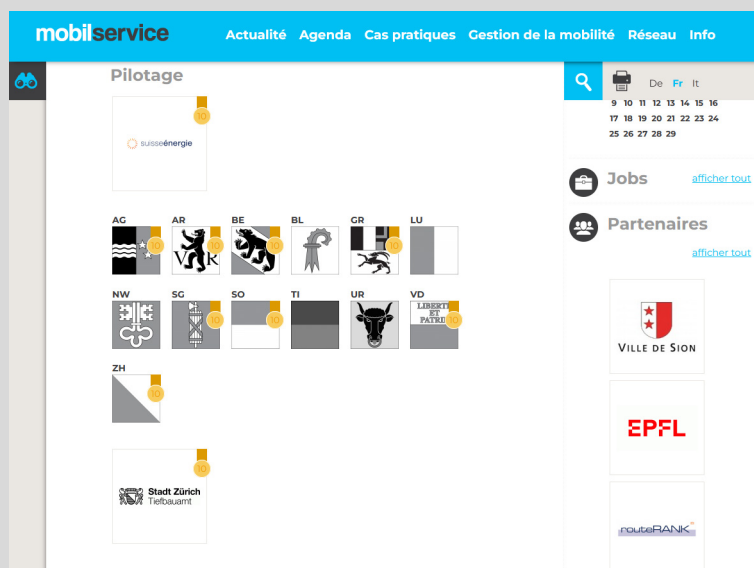 mobilservice
Actualité Agenda Cas pratiques Gestion de la mobilité Réseau Info
De Fr It
Pilotage
10
suisseénergie
AG AR BE BL GR LU
10 10 10 10
V R
NW SG SO TI UR VD
LIBERTÉ
ET
PATRIE
10 10 10
ZH
10
10
Stadt Zürich
Tiefbauamt
9 10 11 12 13 14 15 16
17 18 19 20 21 22 23 24
25 26 27 28 29
Jobs afficher tout
Partenaires
afficher tout
VILLE DE SION
EPFL
routeRANK